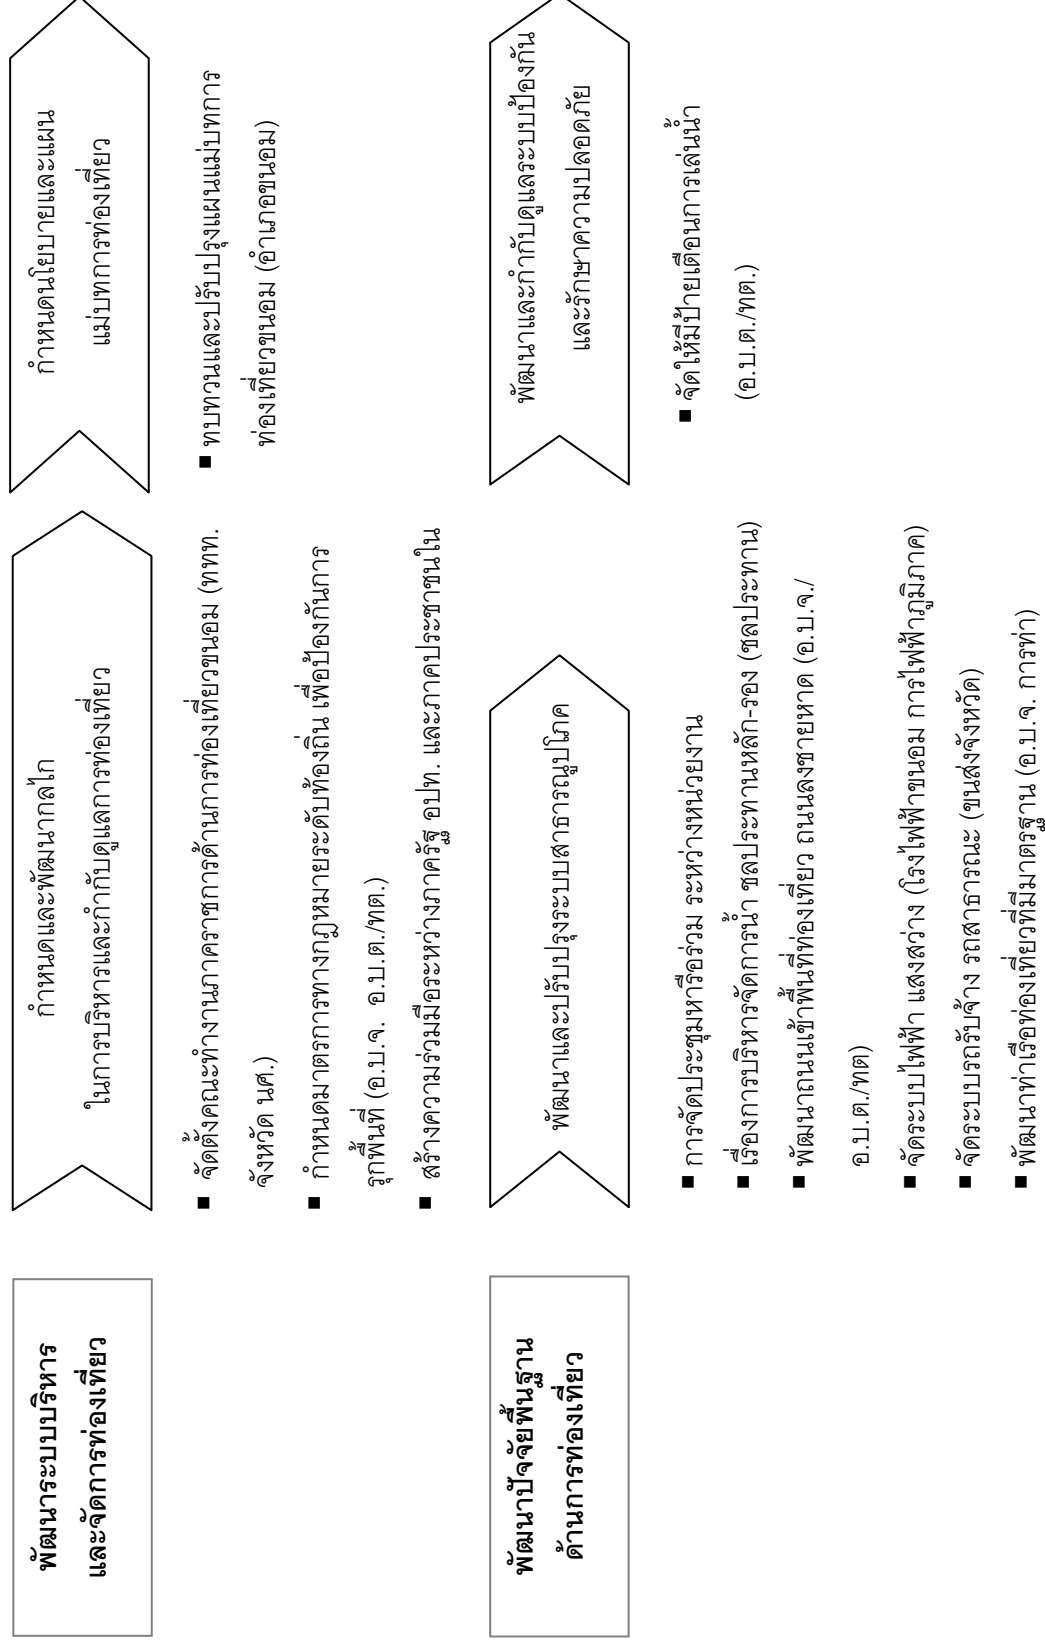 พัฒนาระบบบริหาร
และจัดการท่องเที่ยว
กำหนดและพัฒนากลไก
ในการบริหารและกำกับดูแลการท่องเที่ยว
■ จัดตั้งคณะทำงานภาคราชการด้านการท่องเที่ยวขนอม (ททท.
จังหวัด นศ.)
■ กำหนดมาตรการทางกฎหมายระดับท้องถิ่น เพื่อป้องกันการ
รุกพื้นที่ (อ.บ.จ. อ.บ.ต./ทต.)
■ สร้างความร่วมมือระหว่างภาครัฐ อปท. และภาคประชาชนใน
กำหนดนโยบายและแผน
แม่บทการท่องเที่ยว
■ ทบทวนและปรับปรุงแผนแม่บทการ
ท่องเที่ยวขนอม (อำเภอขนอม)
พัฒนาปัจจัยพื้นฐาน
ด้านการท่องเที่ยว
พัฒนาและปรับปรุงระบบสาธารณูปโภค
■ การจัดประชุมหารือร่วม ระหว่างหน่วยงาน
■ เรื่องการบริหารจัดการน้ำ ชลประทานหลัก-รอง (ชลประทาน)
■ พัฒนาถนนเข้าพื้นที่ท่องเที่ยว ถนนลงชายหาด (อ.บ.จ./
อ.บ.ต./ทต)
■ จัดระบบไฟฟ้า แสงสว่าง (โรงไฟฟ้าขนอม การไฟฟ้าภูมิภาค)
■ จัดระบบรถรับจ้าง รถสาธารณะ (ขนส่งจังหวัด)
■ พัฒนาท่าเรือท่องเที่ยวที่มีมาตรฐาน (อ.บ.จ. การท่า)
พัฒนาและกำกับดูแลระบบป้องกัน
และรักษาความปลอดภัย
■ จัดให้มีป้ายเตือนการเล่นน้ำ
(อ.บ.ต./ทต.)